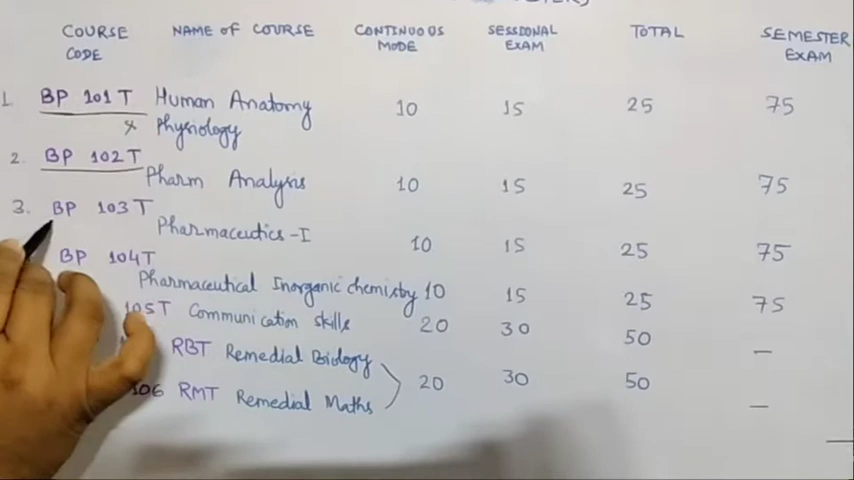 COURSE NAME OF COURSE CONTINUOUS SESSIONAL TOTAL SEMESTER
CODE MODE EXAM EXAM
1. BP 101T Human Anatomy 10 15 25 75
& Physiology
2. BP 102T
Pharm Analysis 10 15 25 75
3. BP 103T
Pharmaceutics-I 10 15 25 75
BP 104T
Pharmaceutical Inorganic chemistry 10 15 25 75
105T Communication skills 20 30 50 —
RBT Remedial Biology
20 30 50
106 RMT Remedial Maths —